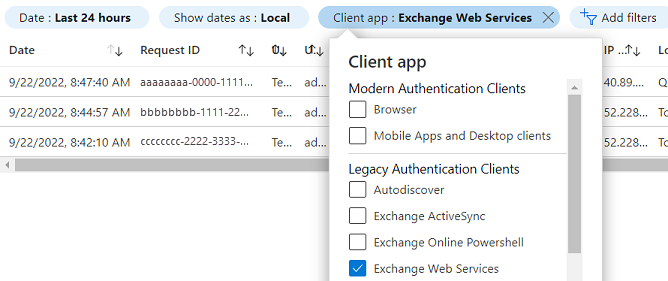 Date : Last 24 hours Show dates as : Local Client app : Exchange Web Services Add filters
Date Request ID U... U... IP ... Lo
9/22/2022, 8:47:40 AM aaaaaaaa-0000-1111... Te... ad... 40.89.... Q
9/22/2022, 8:44:57 AM bbbbbbbb-1111-22... Te... ad... 52.228... To
9/22/2022, 8:42:10 AM cccccccc-2222-3333-... Te... ad... 52.228... To
Client app
Modern Authentication Clients
Browser
Mobile Apps and Desktop clients
Legacy Authentication Clients
Autodiscover
Exchange ActiveSync
Exchange Online Powershell
Exchange Web Services